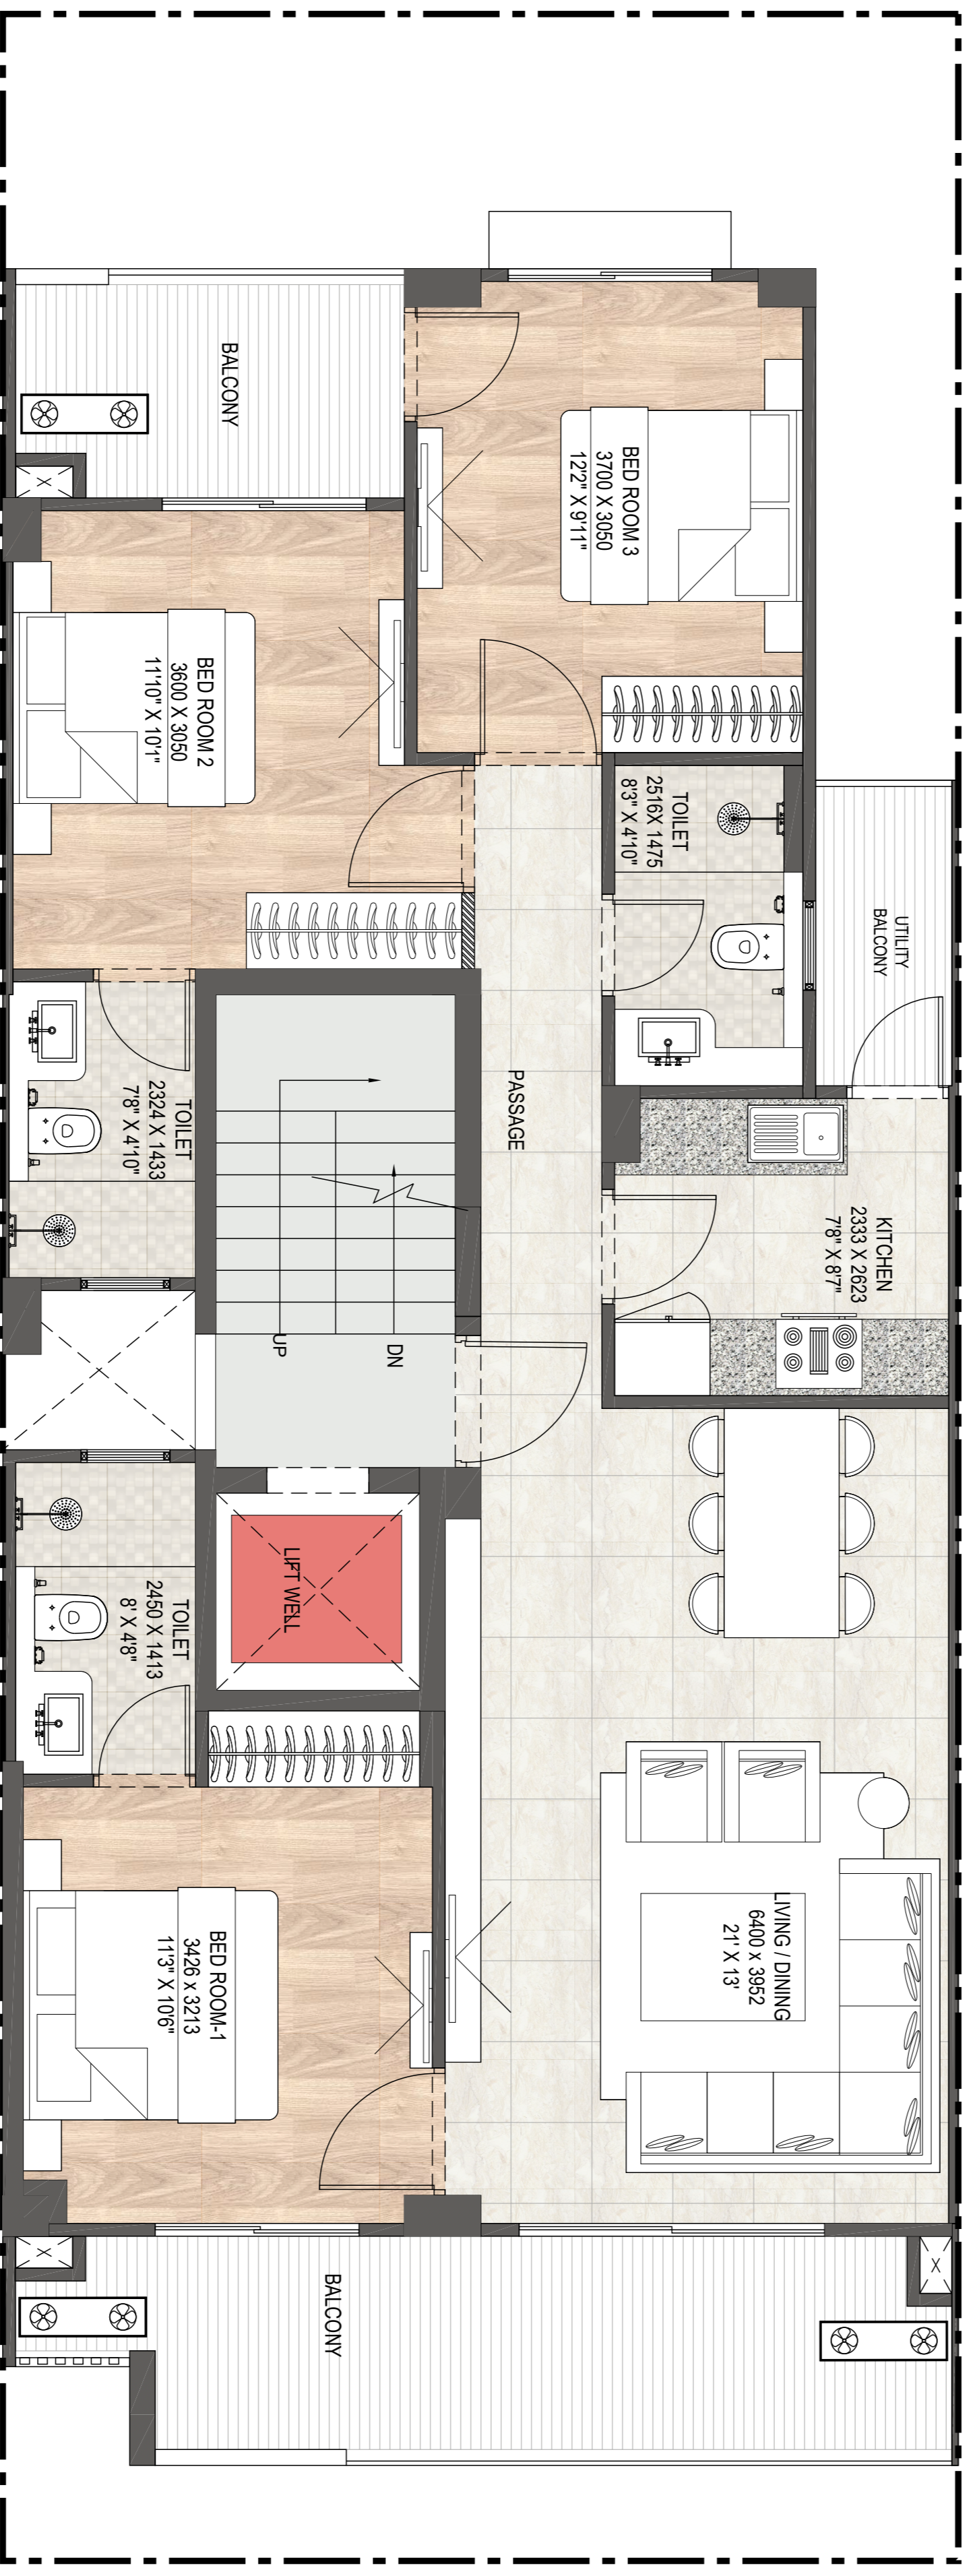 BALCONY
BED ROOM 3
3700 X 3050
12'2" X 9'11"
BED ROOM 2
3600 X 3050
11'10" X 10'1"
TOILET
2516X 1475
8'3" X 4'10"
UTILITY
BALCONY
PASSAGE
TOILET
2324 X 1433
7'8" X 4'10"
KITCHEN
2333 X 2623
7'8" X 8'7"
UP
DN
LIFT WELL
TOILET
2450 X 1413
8' X 4'8"
LIVING / DINING
6400 x 3952
21' X 13'
BED ROOM-1
3426 x 3213
11'3" X 10'6"
BALCONY